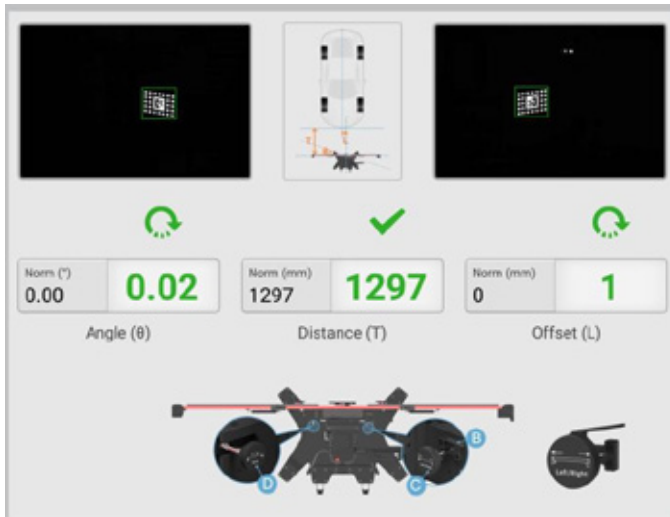 Norm (°)
0.00
0.02
Norm (mm)
1297
1297
Norm (mm)
0
1
Angle (θ)
Distance (T)
Offset (L)
B
D
C
Left/Right